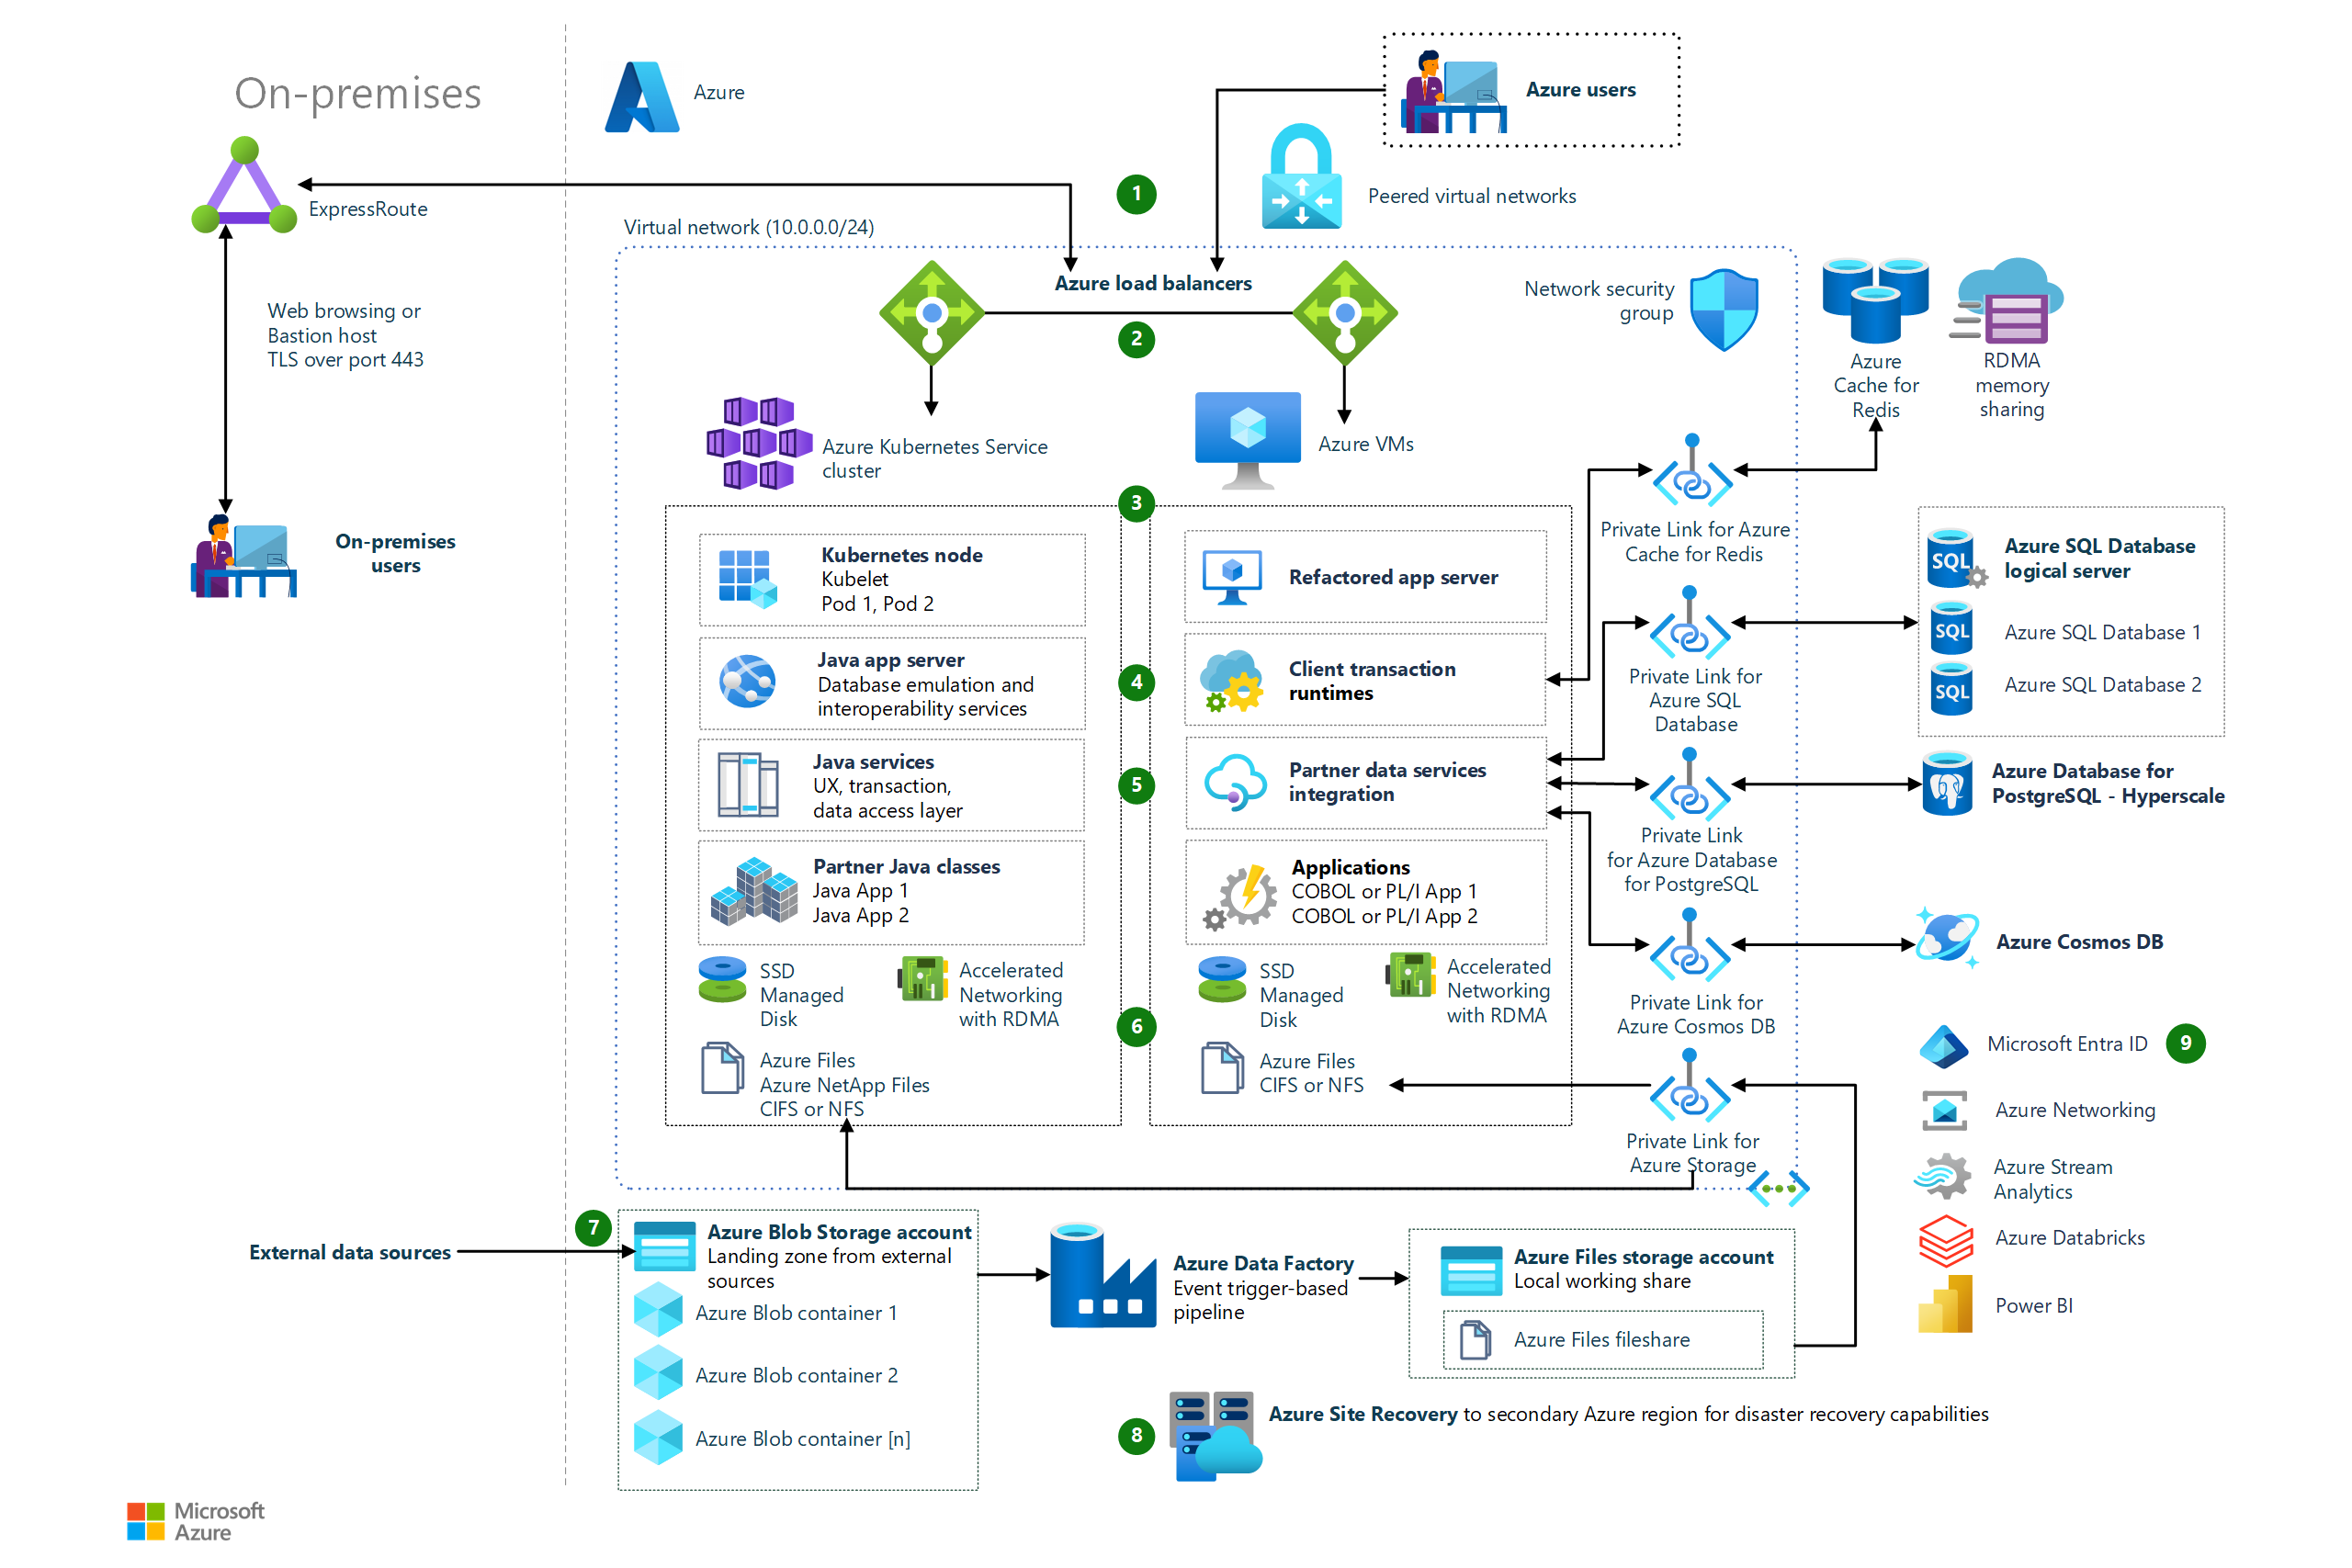 On-premises
Azure
Azure users
1
Peered virtual networks
ExpressRoute
Virtual network (10.0.0.0/24)
Azure load balancers
2
Network security
group
Web browsing or
Bastion host
TLS over port 443
Azure
Cache for
Redis
RDMA
memory
sharing
Azure Kubernetes Service
cluster
Azure VMs
3
On-premises
users
Kubernetes node
Kubelet
Pod 1, Pod 2
Java app server
Database emulation and
interoperability services
Java services
UX, transaction,
data access layer
Partner Java classes
Java App 1
Java App 2
SSD
Managed
Disk
Accelerated
Networking
with RDMA
Azure Files
Azure NetApp Files
CIFS or NFS
4
5
6
Refactored app server
Client transaction
runtimes
Partner data services
integration
Applications
COBOL or PL/I App 1
COBOL or PL/I App 2
SSD
Managed
Disk
Accelerated
Networking
with RDMA
Azure Files
CIFS or NFS
Private Link for Azure
Cache for Redis
Private Link for
Azure SQL
Database
Private Link
for Azure Database
for PostgreSQL
Private Link for
Azure Cosmos DB
Private Link for
Azure Storage
SQL
Azure SQL Database
logical server
SQL
Azure SQL Database 1
SQL
Azure SQL Database 2
Azure Database for
PostgreSQL - Hyperscale
Azure Cosmos DB
Microsoft Entra ID
9
Azure Networking
Azure Stream
Analytics
Azure Databricks
Power BI
External data sources
7
Azure Blob Storage account
Landing zone from external
sources
Azure Blob container 1
Azure Blob container 2
Azure Blob container [n]
Azure Data Factory
Event trigger-based
pipeline
Azure Files storage account
Local working share
Azure Files fileshare
8
Azure Site Recovery to secondary Azure region for disaster recovery capabilities
Microsoft
Azure